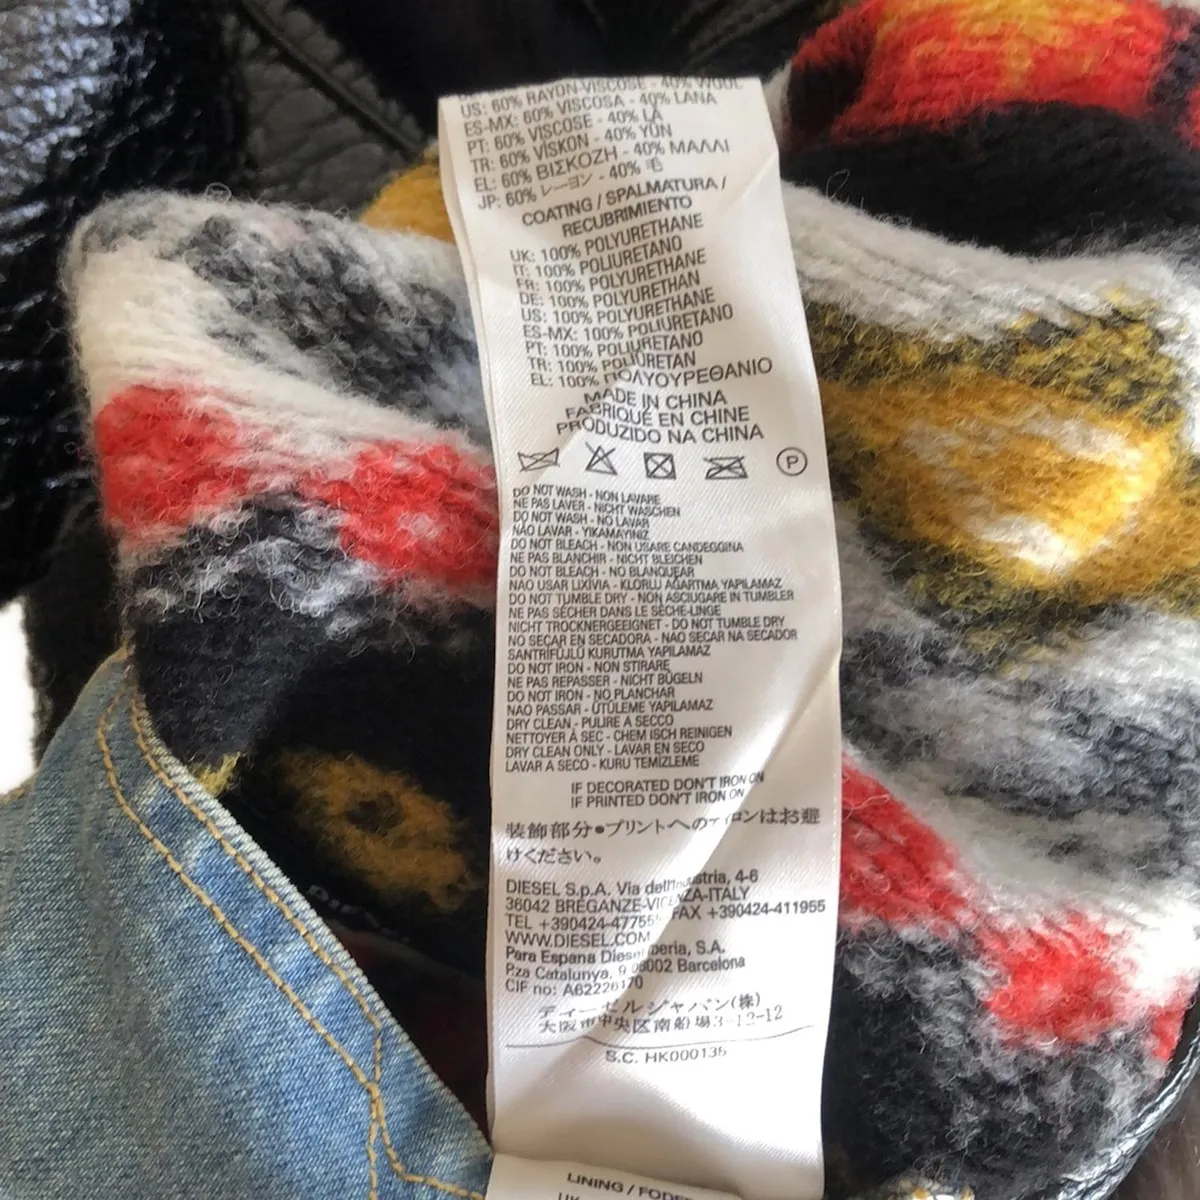 US: 60% RAYON-VISCOSE - 40% WOOL
ES-MX: 60% VISCOSA - 40% LANA
PT: 60% VISCOSE - 40% LA
TR: 60% VİSKON - 40% YÜN
EL: 60% ΒΙΣΚΟΖΗ - 40% ΜΑΛΛΙ
JP: 60% レーヨン - 40% 毛
COATING / SPALMATURA /
RECUBRIMIENTO
UK: 100% POLYURETHANE
IT: 100% POLIURETANO
FR: 100% POLYURETHANE
DE: 100% POLYURETHAN
US: 100% POLYURETHANE
ES-MX: 100% POLIURETANO
PT: 100% POLIURETANO
TR: 100% POLİÜRETAN
EL: 100% ΠΟΛΥΟΥΡΕΘΑΝΙΟ
MADE IN CHINA
FABRIQUÉ EN CHINE
PRODUZIDO NA CHINA
P
DO NOT WASH - NON LAVARE
NE PAS LAVER - NICHT WASCHEN
DO NOT WASH - NO LAVAR
NÃO LAVAR - YIKAMAYINIZ
DO NOT BLEACH - NON USARE CANDEGGINA
NE PAS BLANCHIR - NICHT BLEICHEN
DO NOT BLEACH - NO BLANQUEAR
NAO USAR LIXIVIA - KLORLU AĞARTMA YAPILAMAZ
DO NOT TUMBLE DRY - NON ASCIUGARE IN TUMBLER
NE PAS SÉCHER DANS LE SÈCHE-LINGE
NICHT TROCKNERGEEIGNET - DO NOT TUMBLE DRY
NO SECAR EN SECADORA - NAO SECAR NA SECADOR
SANTRİFÜJLÜ KURUTMA YAPILAMAZ
DO NOT IRON - NON STIRARE
NE PAS REPASSER - NICHT BÜGELN
DO NOT IRON - NO PLANCHAR
NAO PASSAR - ÜTÜLEME YAPILAMAZ
DRY CLEAN - PULIRE A SECCO
NETTOYER À SEC - CHEMISCH REINIGEN
DRY CLEAN ONLY - LAVAR EN SECO
LAVAR A SECO - KURU TEMİZLEME
IF DECORATED DON'T IRON ON
IF PRINTED DON'T IRON ON
装飾部分●プリントへのアイロンはお避
けください。
DIESEL S.p.A. Via dell'Industria, 4-6
36042 BREGANZE-VICENZA-ITALY
TEL +390424-477555 FAX +390424-411955
WWW.DIESEL.COM
Para Espana Diesel Iberia, S.A.
Pza Catalunya, 9 Barcelona
CIF no:
ディーゼルジャパン(株)
大阪市中央区南船場3-12-12
S.C. HK000135
LINING /